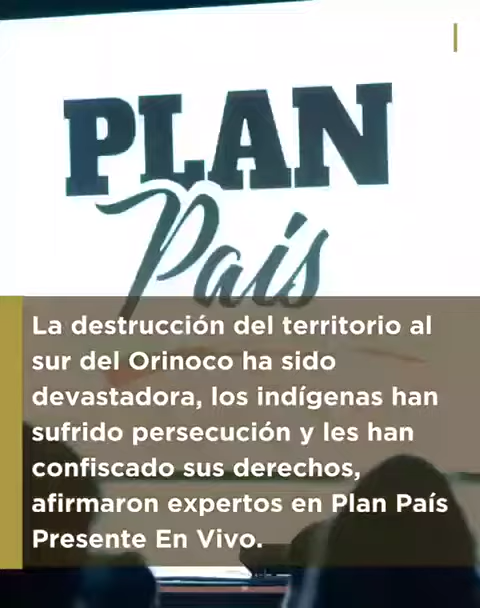 PLAN
País
La destrucción del territorio al
sur del Orinoco ha sido
devastadora, los indígenas han
sufrido persecución y les han
confiscado sus derechos,
afirmaron expertos en Plan País
Presente En Vivo.